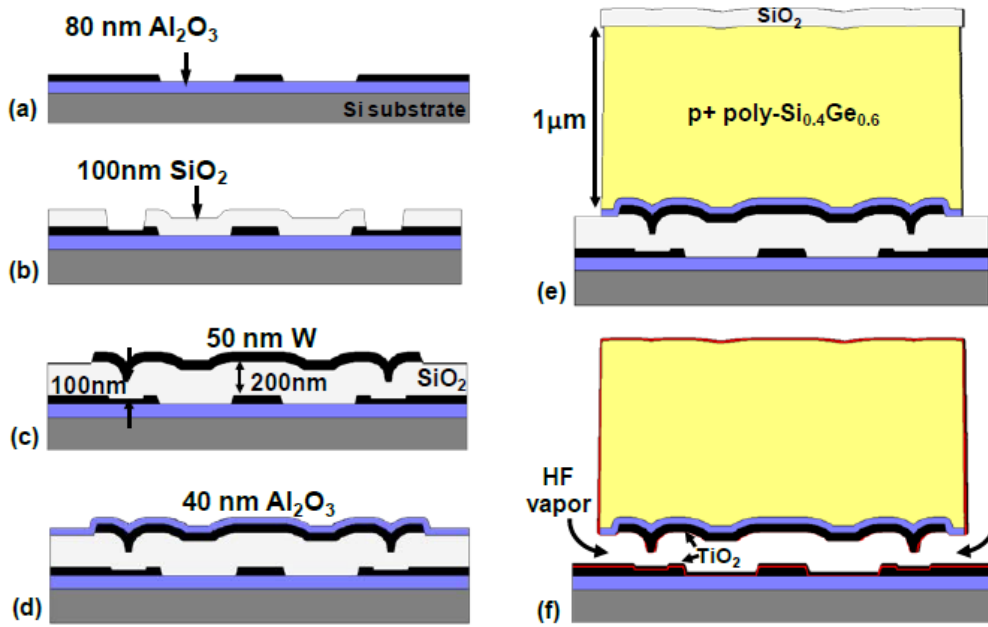 80 nm Al₂O₃
(a)
Si substrate
100nm SiO₂
(b)
50 nm W
100nm
200nm
SiO₂
(c)
40 nm Al₂O₃
(d)
SiO₂
1μm
p+ poly-Si₀.₄Ge₀.₆
(e)
HF
vapor
TiO₂
(f)